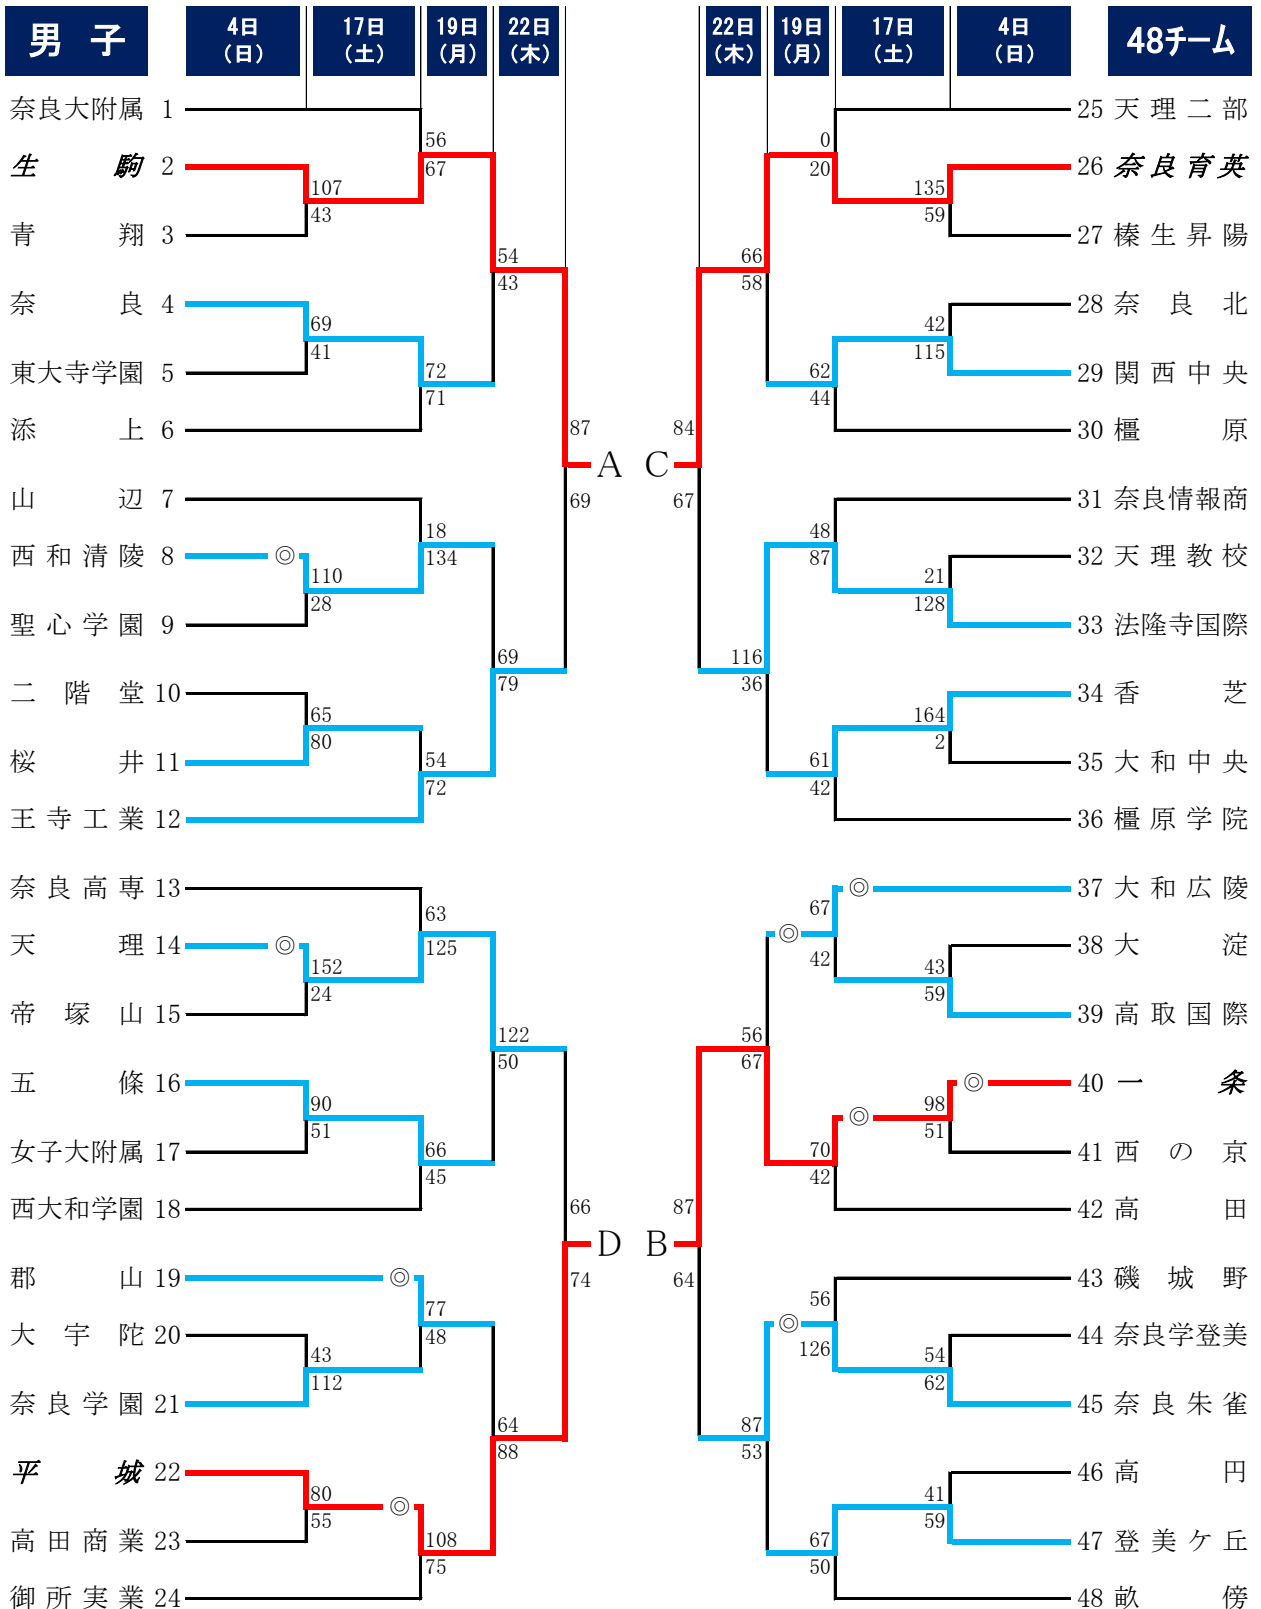 男 子 4日 17日 19日 22日 22日 19日 17日 4日 48チーム
(日) (土) (月) (木) (木) (月) (土) (日)
奈良大附属 1
生 駒 2
青 翔 3
奈 良 4
東大寺学園 5
添 上 6
山 辺 7
西和清陵 8 ◎
聖心学園 9
二階堂 10
桜 井 11
王寺工業 12
奈良高専 13
天 理 14 ◎
帝塚山 15
五 條 16
女子大附属 17
西大和学園 18
郡 山 19 ◎
大宇陀 20
奈良学園 21
平 城 22
高田商業 23
御所実業 24
107
43
69
41
110
28
65
80
152
24
90
51
43
112
80
55
◎
56
67
72
71
18
134
54
72
63
125
66
45
77
48
108
75
54
43
69
79
122
50
64
88
87
69
66
74
A C
D B
84
67
87
64
66
58
116
36
56
67
87
53
0
20
62
44
48
87
61
42
67
42
◎
70
42
56
126
◎
67
50
135
59
42
115
21
128
164
2
43
59
98
51
◎
54
62
41
59
25 天理二部
26 奈良育英
27 榛生昇陽
28 奈良北
29 関西中央
30 橿 原
31 奈良情報商
32 天理教校
33 法隆寺国際
34 香 芝
35 大和中央
36 橿原学院
◎ 37 大和広陵
38 大 淀
39 高取国際
◎ 40 一 条
41 西の京
42 高 田
43 磯城野
44 奈良学登美
45 奈良朱雀
46 高 円
47 登美ケ丘
48 畝 傍